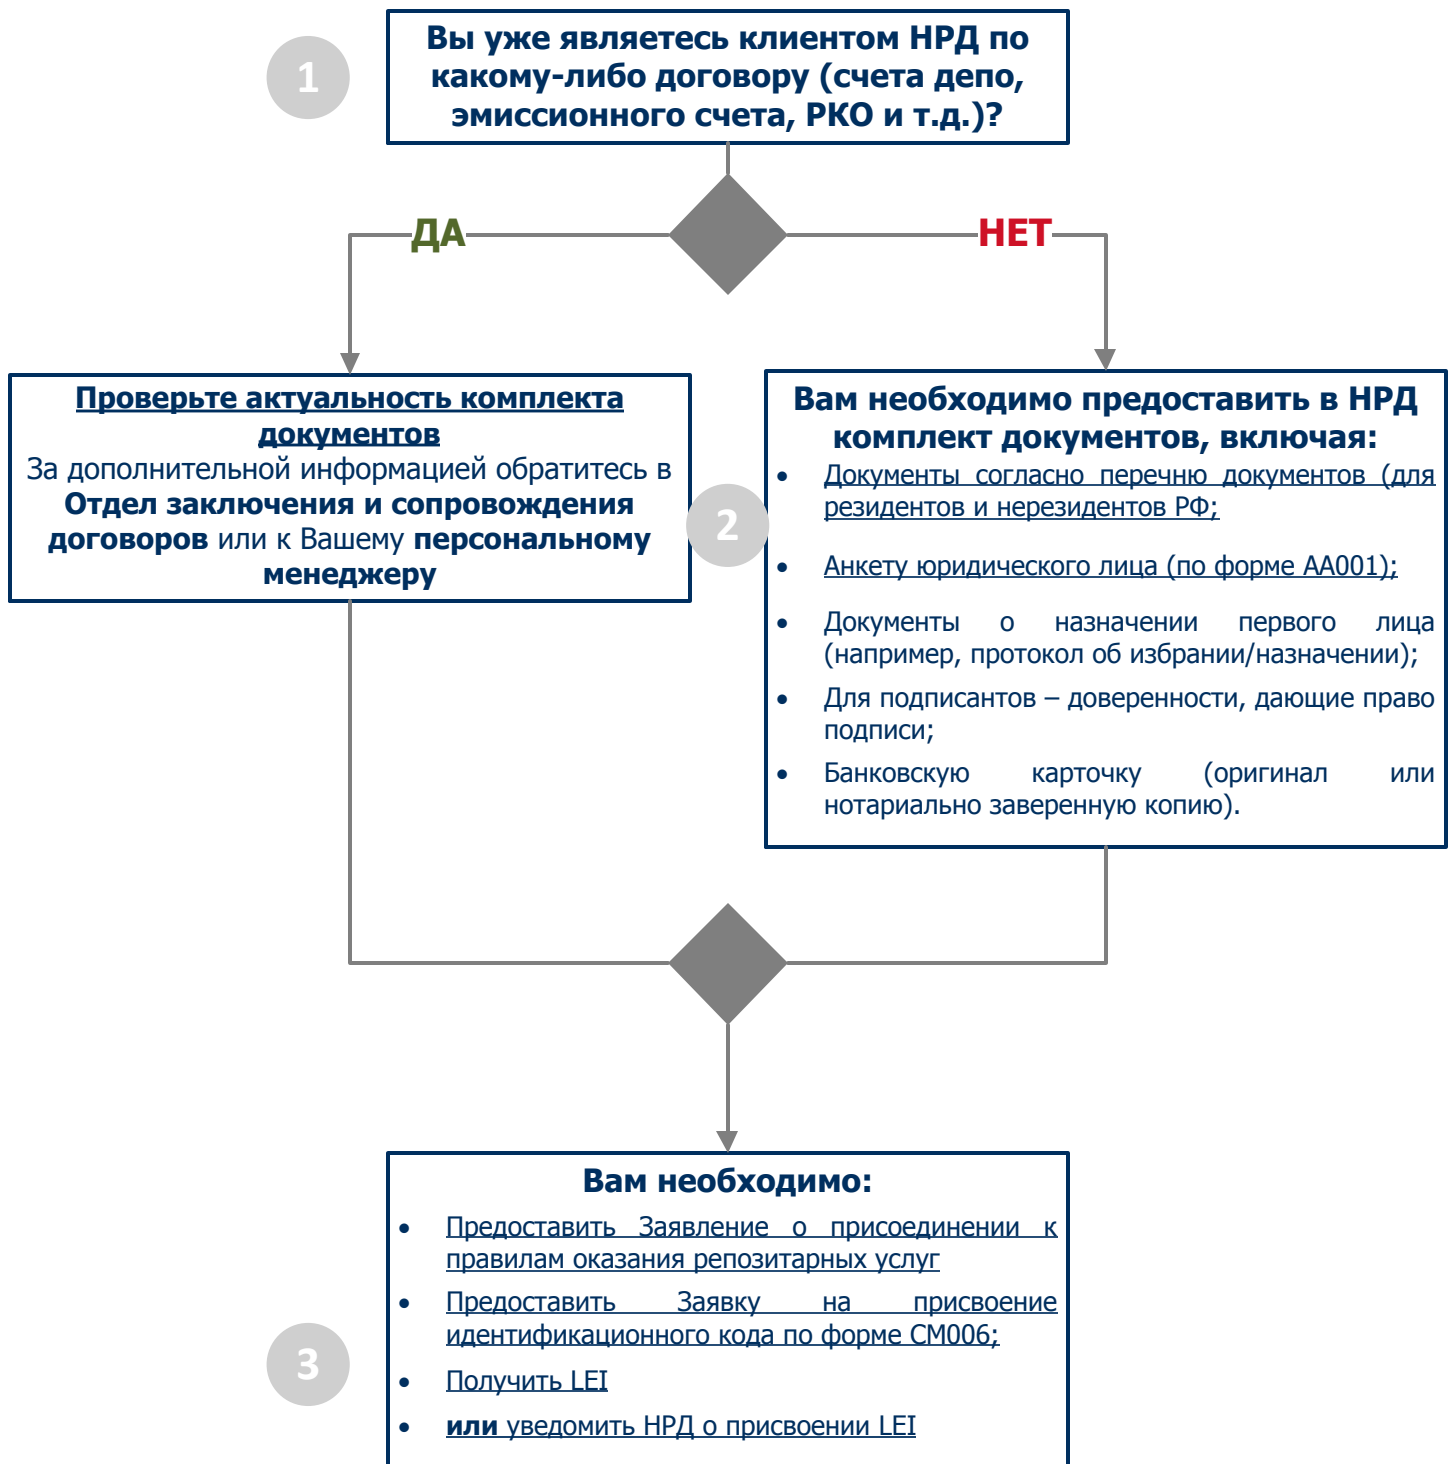 1
Вы уже являетесь клиентом НРД по
какому-либо договору (счета депо,
эмиссионного счета, РКО и т.д.)?
ДА
НЕТ
Проверьте актуальность комплекта
документов
За дополнительной информацией обратитесь в
Отдел заключения и сопровождения
договоров или к Вашему персональному
менеджеру
2
Вам необходимо предоставить в НРД
комплект документов, включая:
• Документы согласно перечню документов (для
резидентов и нерезидентов РФ;
• Анкету юридического лица (по форме АА001);
• Документы о назначении первого лица
(например, протокол об избрании/назначении);
• Для подписантов – доверенности, дающие право
подписи;
• Банковскую карточку (оригинал или
нотариально заверенную копию).
3
Вам необходимо:
• Предоставить Заявление о присоединении к
правилам оказания репозитарных услуг
• Предоставить Заявку на присвоение
идентификационного кода по форме CM006;
• Получить LEI
• или уведомить НРД о присвоении LEI